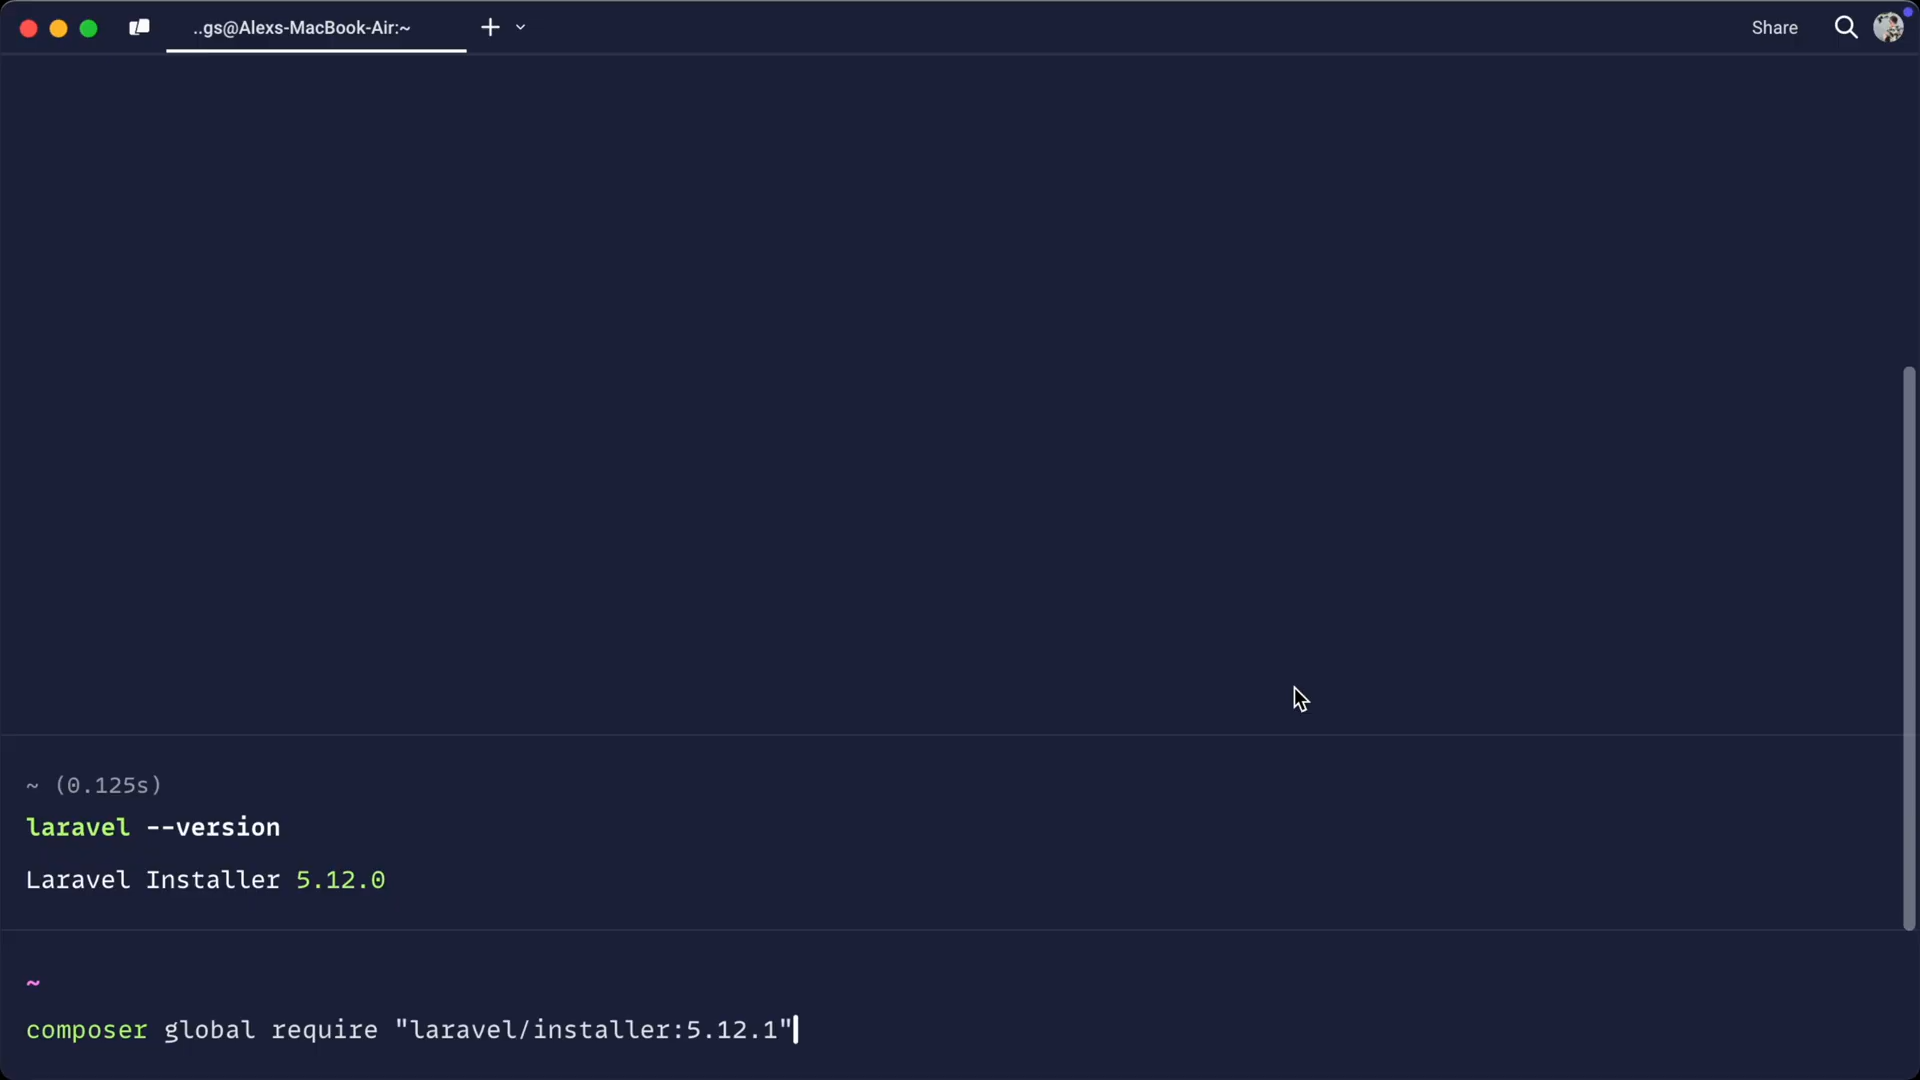 ..gs@Alexs-MacBook-Air:~
Share
~ (0.125s)
laravel --version
Laravel Installer 5.12.0
~
composer global require "laravel/installer:5.12.1"